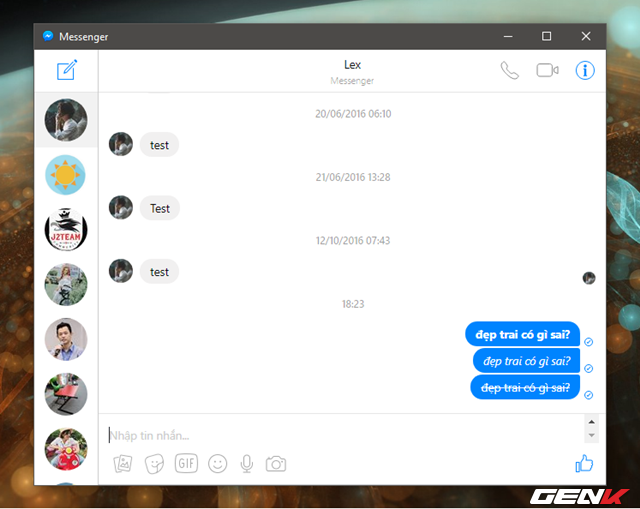 Messenger
Lex
Messenger
20/06/2016 06:10
test
21/06/2016 13:28
Test
12/10/2016 07:43
test
18:23
đẹp trai có gì sai?
đẹp trai có gì sai?
đẹp trai có gì sai?
Nhập tin nhắn...
GIF
J2TEAM
GENK